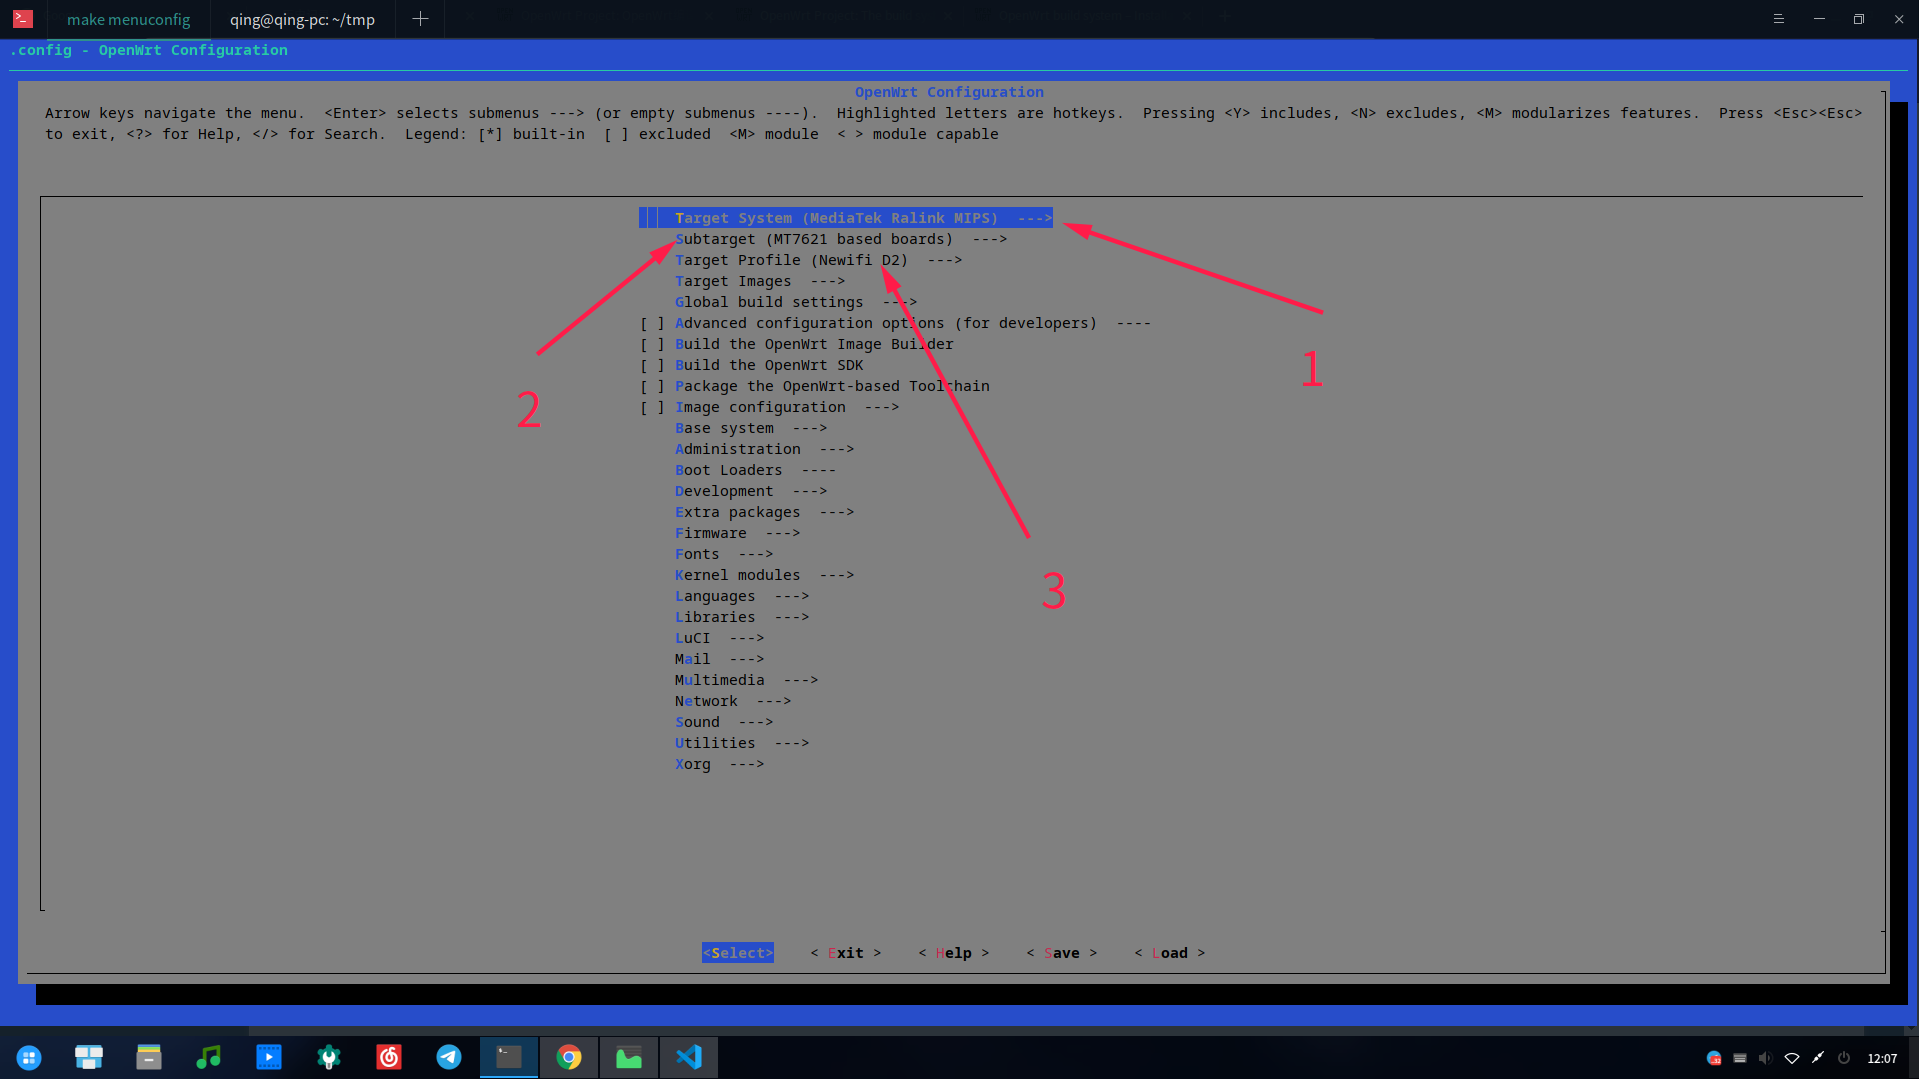 make menuconfig
qing@qing-pc: ~/tmp
.config - OpenWrt Configuration
OpenWrt Configuration
Arrow keys navigate the menu.  <Enter> selects submenus ---> (or empty submenus ----).  Highlighted letters are hotkeys.  Pressing <Y> includes, <N> excludes, <M> modularizes features.  Press <Esc><Esc>
to exit, <?> for Help, </> for Search.  Legend: [*] built-in  [ ] excluded  <M> module  < > module capable
Target System (MediaTek Ralink MIPS)  --->
Subtarget (MT7621 based boards)  --->
Target Profile (Newifi D2)  --->
Target Images  --->
Global build settings  --->
[ ] Advanced configuration options (for developers)  ----
[ ] Build the OpenWrt Image Builder
[ ] Build the OpenWrt SDK
[ ] Package the OpenWrt-based Toolchain
[ ] Image configuration  --->
Base system  --->
Administration  --->
Boot Loaders  ----
Development  --->
Extra packages  --->
Firmware  --->
Fonts  --->
Kernel modules  --->
Languages  --->
Libraries  --->
LuCI  --->
Mail  --->
Multimedia  --->
Network  --->
Sound  --->
Utilities  --->
Xorg  --->
1
2
3
<Select>    < Exit >    < Help >    < Save >    < Load >
12:07